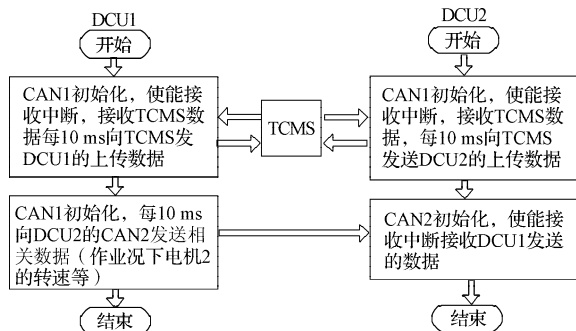 DCU1
开始
CAN1初始化，使能接
收中断，接收TCMS数
据每10 ms向TCMS发
DCU1的上传数据
CAN1初始化，每10 ms
向DCU2的CAN2发送相
关数据（作业况下电机2
的转速等）
结束
TCMS
DCU2
开始
CAN1初始化，使能接
收中断，接收TCMS数
据，每10 ms向TCMS
发送DCU2的上传数据
CAN2初始化，使能接
收中断接收DCU1发送
的数据
结束